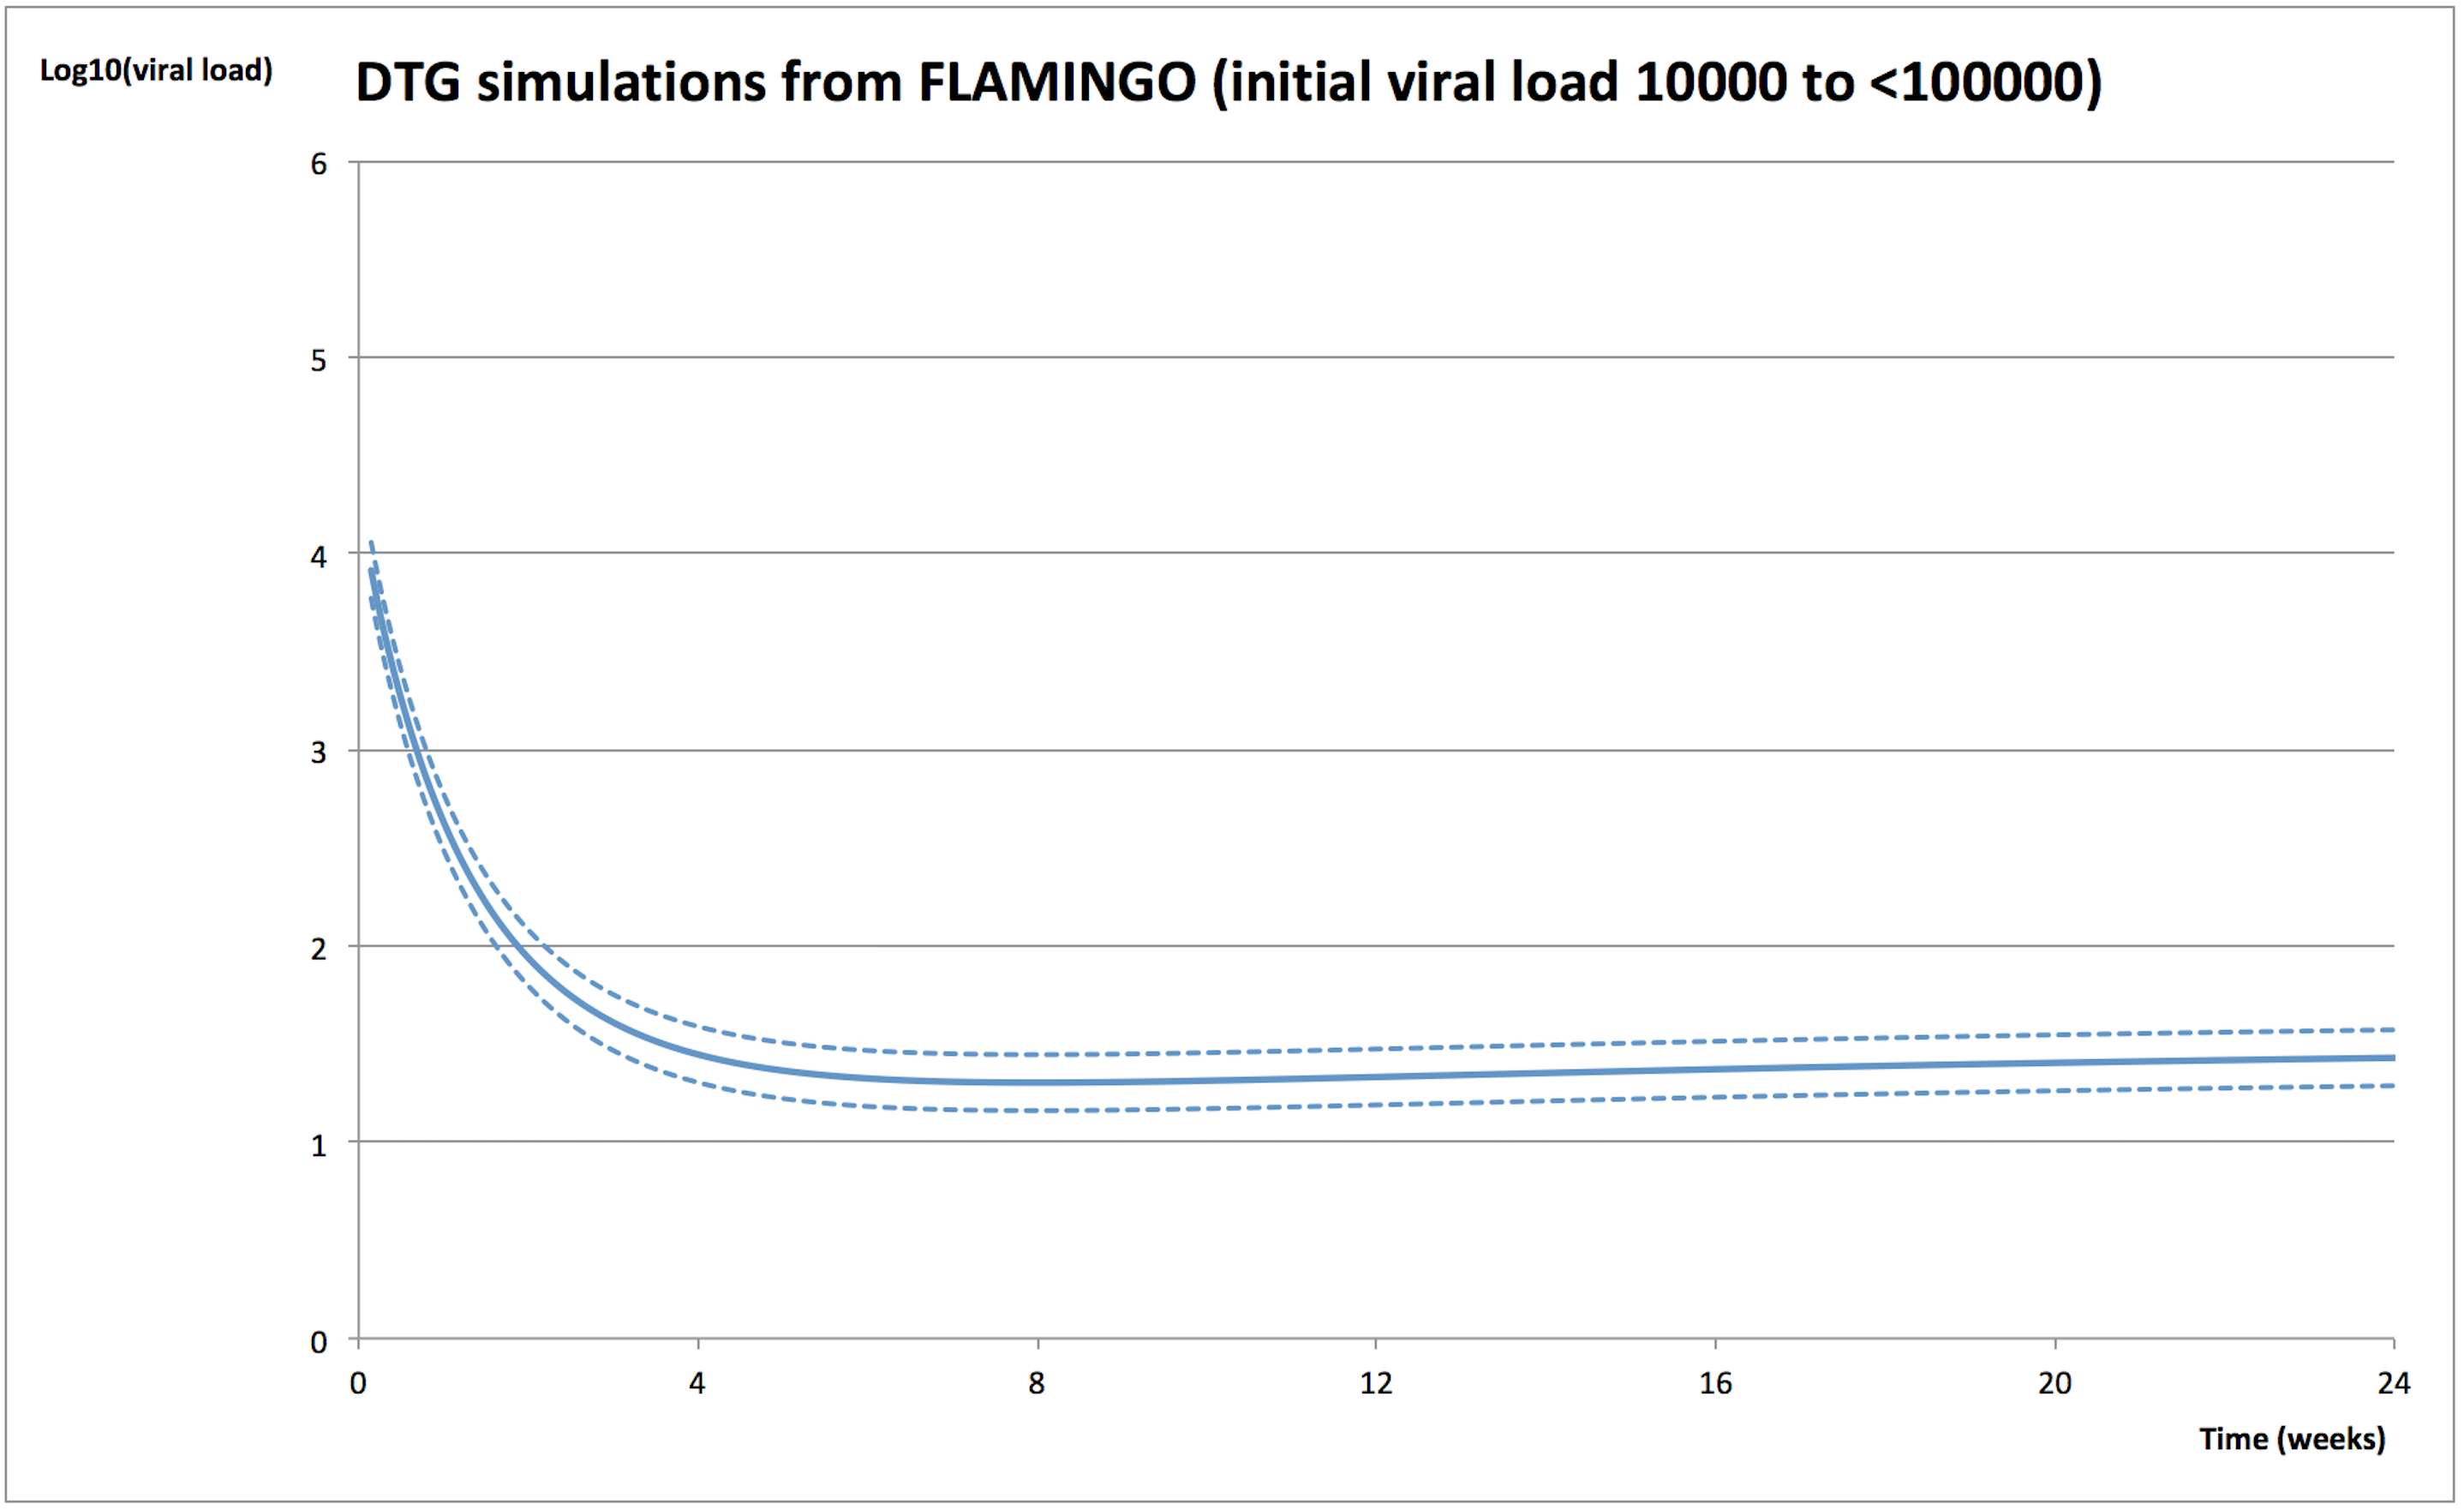 Log10(viral load)
DTG simulations from FLAMINGO (initial viral load 10000 to <100000)
6
5
4
3
2
1
0
0 4 8 12 16 20 24
Time (weeks)